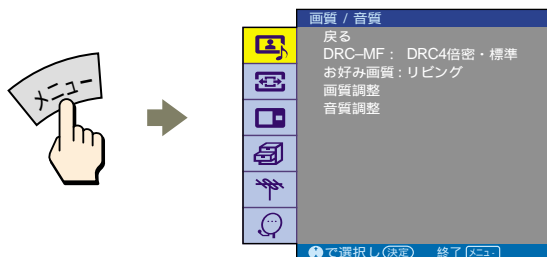 メニュー
画質 / 音質
戻る
DRC–MF： DRC4倍密・標準
お好み画質：リビング
画質調整
音質調整
で選択し 決定 終了 メニュー